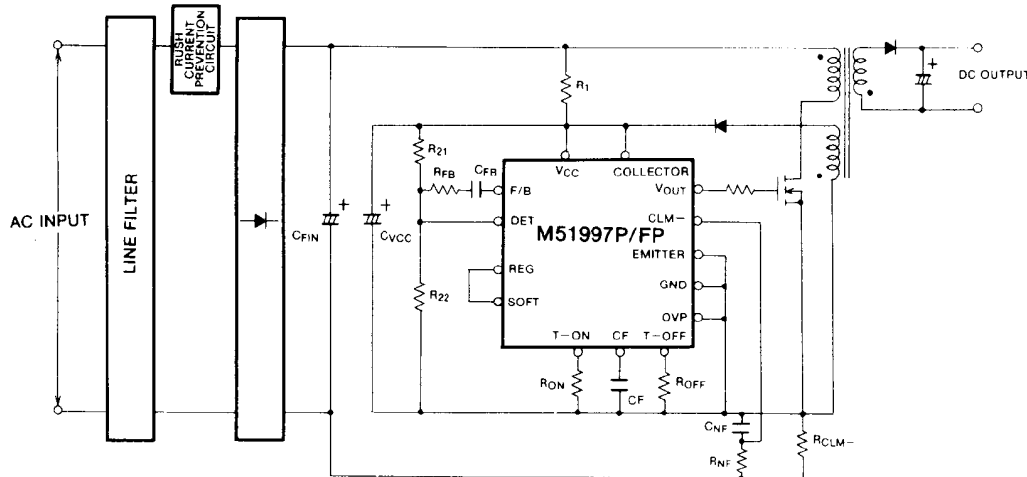 RUSH
CURRENT
PREVENTION
CIRCUIT
LINE FILTER
AC INPUT
DC OUTPUT
R1
R21
RFB
CFB
VCC
COLLECTOR
F/B
VOUT
DET
CLM-
M51997P/FP
CFIN
CVCC
EMITTER
REG
GND
R22
SOFT
OVP
T-ON
CF
T-OFF
RON
CF
ROFF
CNF
RCLM-
RNF
+
+
+